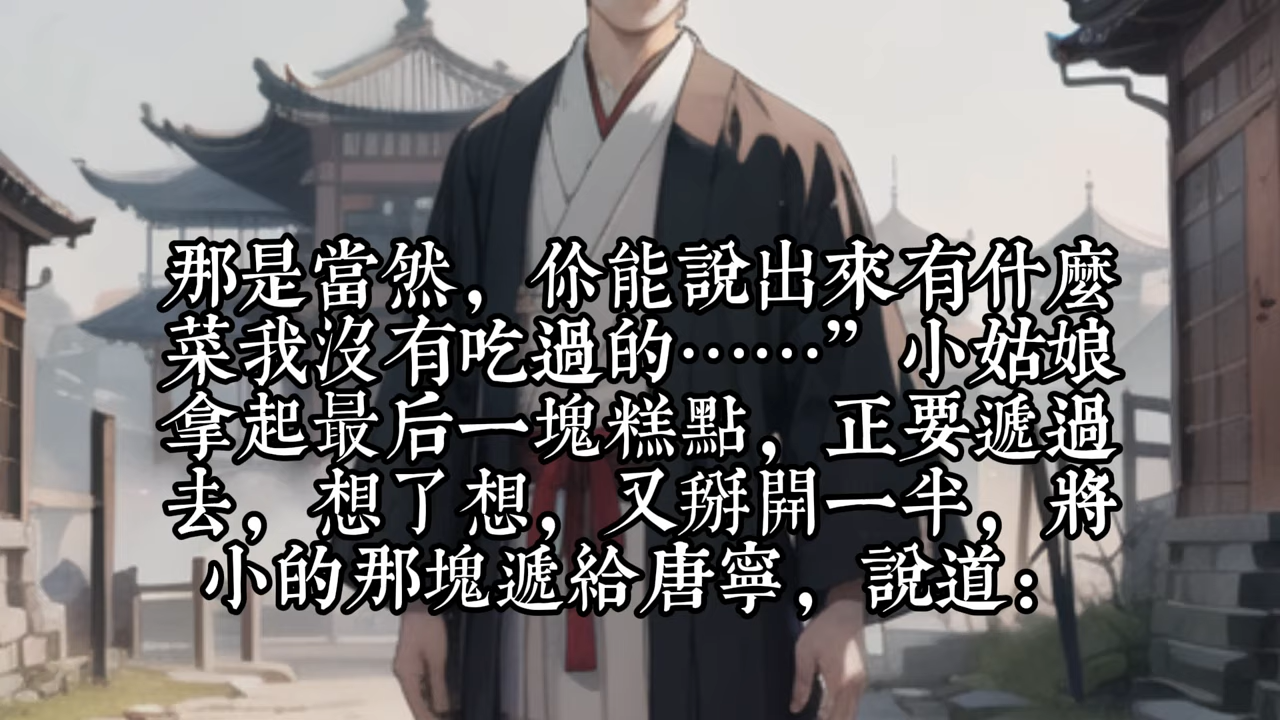 那是當然，你能說出來有什麼
菜我沒有吃過的……”小姑娘
拿起最后一塊糕點，正要遞過
去，想了想，又掰開一半，將
小的那塊遞給唐寧，說道：